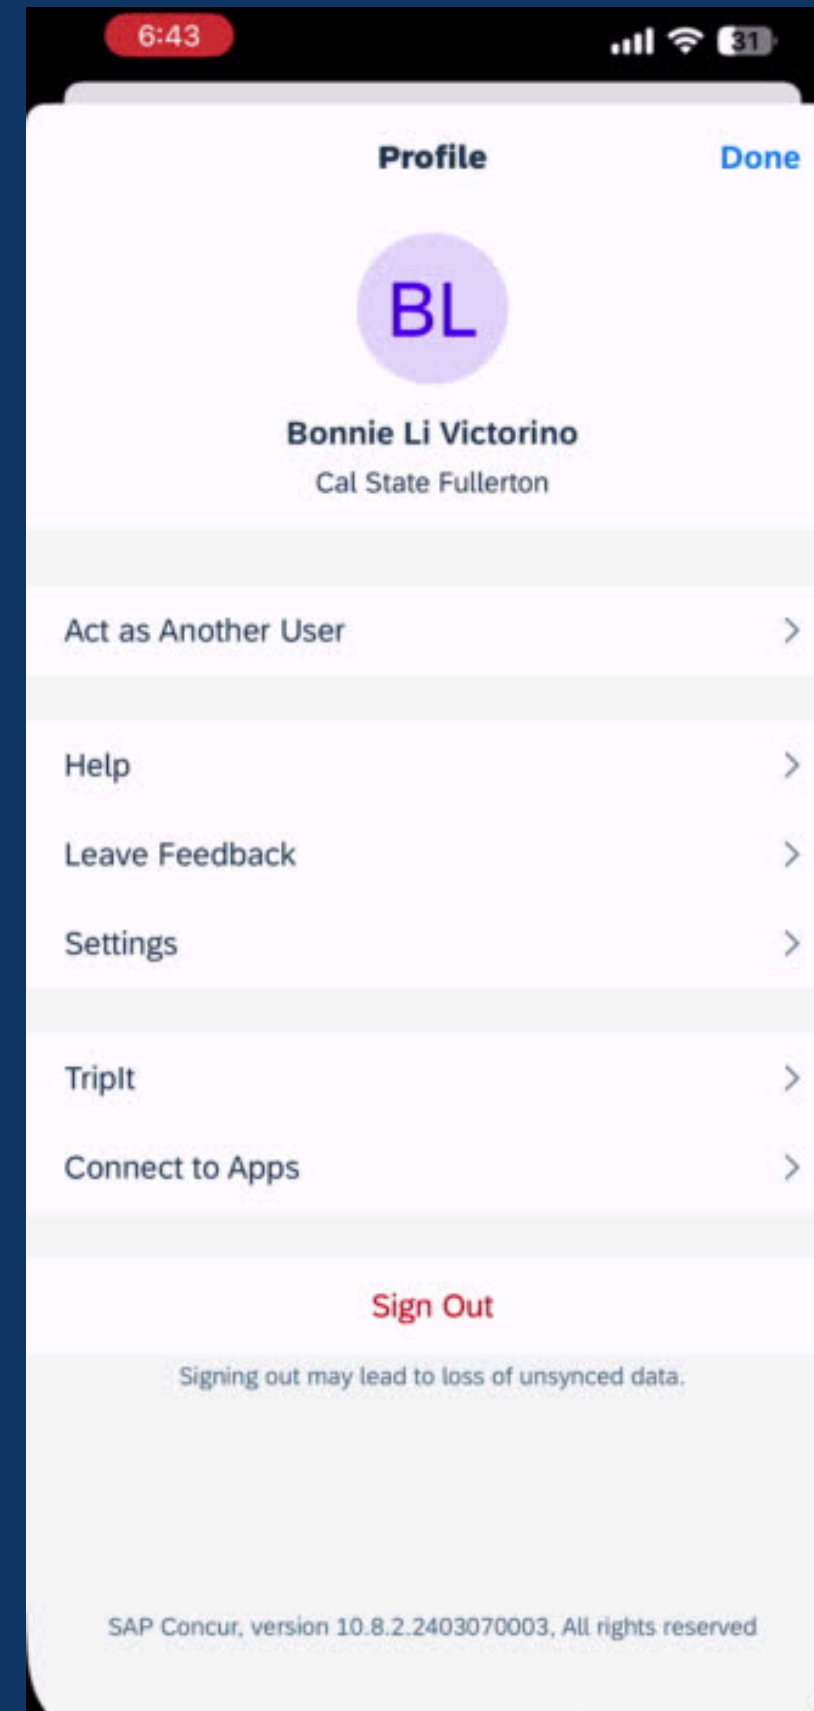 6:43
31
Profile
Done
BL
Bonnie Li Victorino
Cal State Fullerton
Act as Another User
Help
Leave Feedback
Settings
TripIt
Connect to Apps
Sign Out
Signing out may lead to loss of unsynced data.
SAP Concur, version 10.8.2.2403070003, All rights reserved